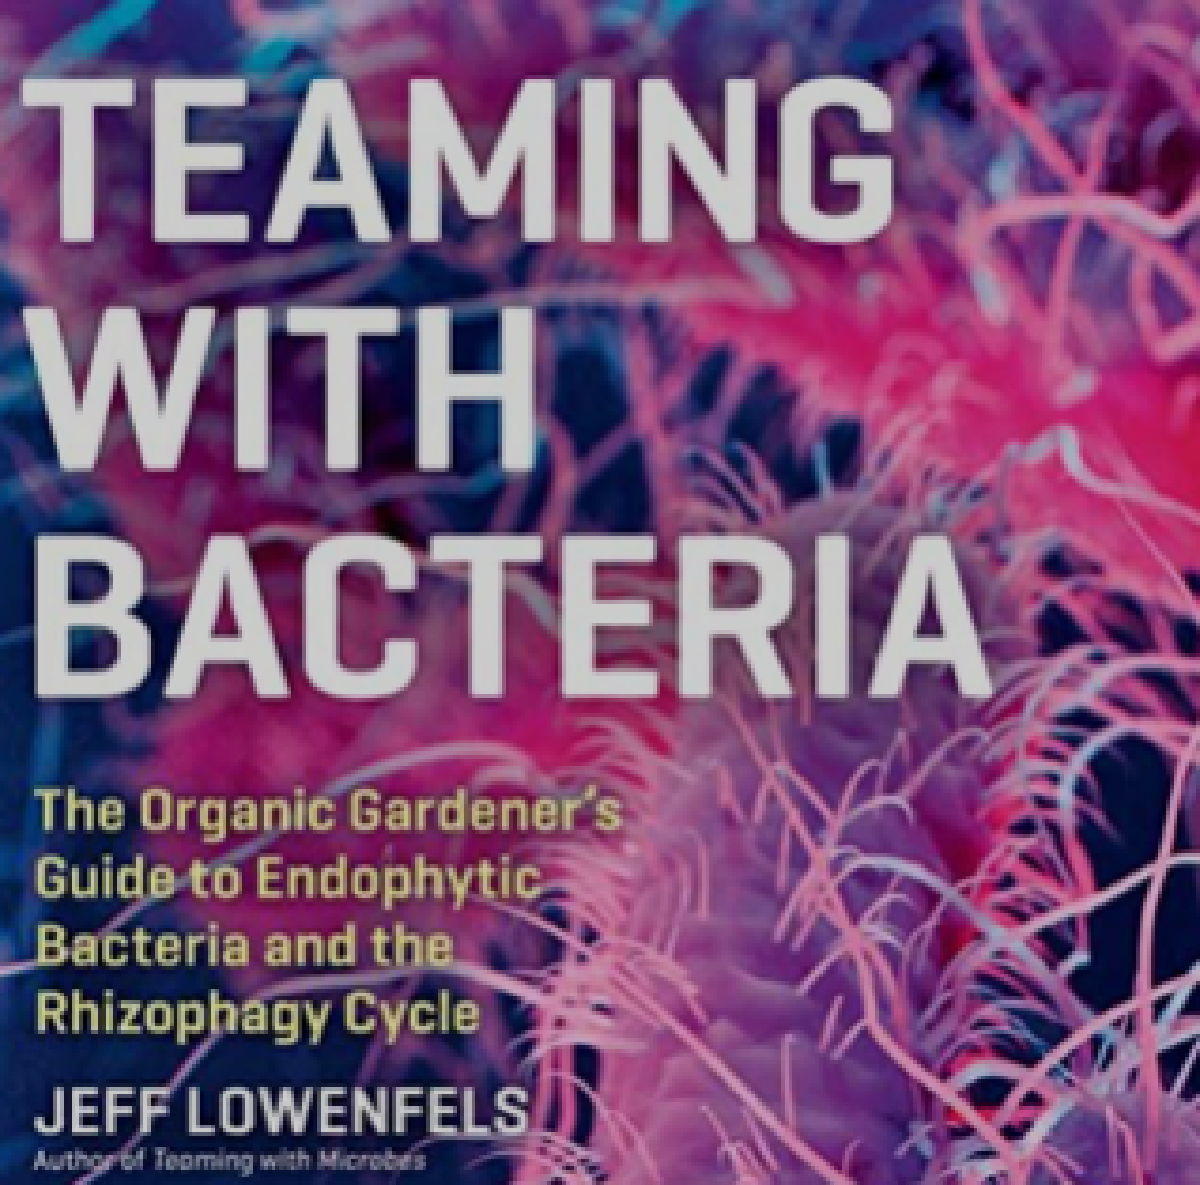 TEAMING
WITH
BACTERIA
The Organic Gardener's
Guide to Endophytic
Bacteria and the
Rhizophagy Cycle
JEFF LOWENFELS
Author of Teaming with Microbes